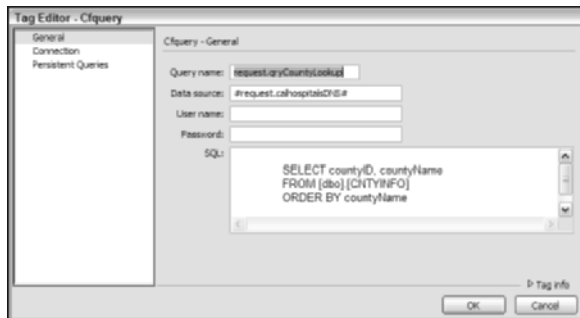 Tag Editor - Cfquery
General
Connection
Persistent Queries
Cfquery - General
Query name: request.qryCountyLookup
Data source: #request.calhospitalsDNS#
User name:
Password:
SQL:
SELECT countyID, countyName
FROM [dbo].[CNTYINFO]
ORDER BY countyName
Tag info
OK
Cancel